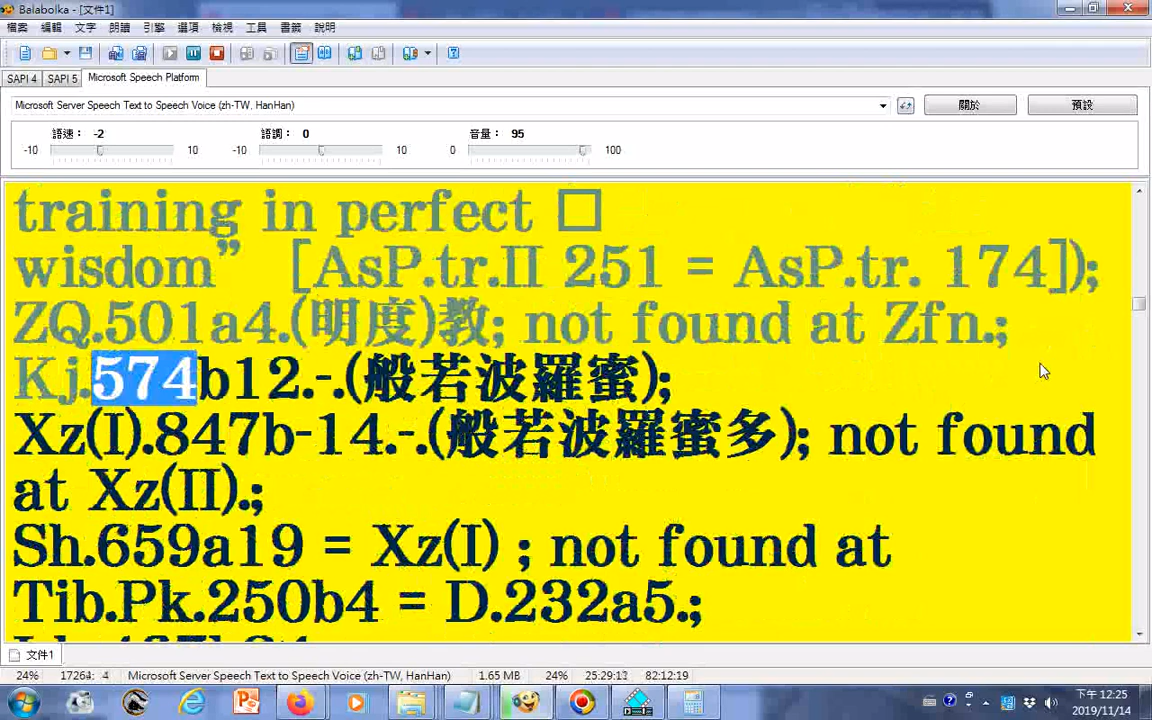 Balabolka - [文件1]
檔案 編輯 文字 朗讀 引擎 選項 檢視 工具 書籤 說明
SAPI 4 SAPI 5 Microsoft Speech Platform
Microsoft Server Speech Text to Speech Voice (zh-TW, HanHan) 關於 預設
語速： -2 語調： 0 音量： 95
-10 10 -10 10 0 100
training in perfect □
wisdom” [AsP.tr.II 251 = AsP.tr. 174]);
ZQ.501a4.(明度)教; not found at Zfn.;
Kj.574b12.-.(般若波羅蜜);
Xz(I).847b-14.-.(般若波羅蜜多); not found
at Xz(II).;
Sh.659a19 = Xz(I) ; not found at
Tib.Pk.250b4 = D.232a5.;
文件1
24% 17264: 4 Microsoft Server Speech Text to Speech Voice (zh-TW, HanHan) 1.65 MB 24% 25:29:13 82:12:19
下午 12:25
2019/11/14